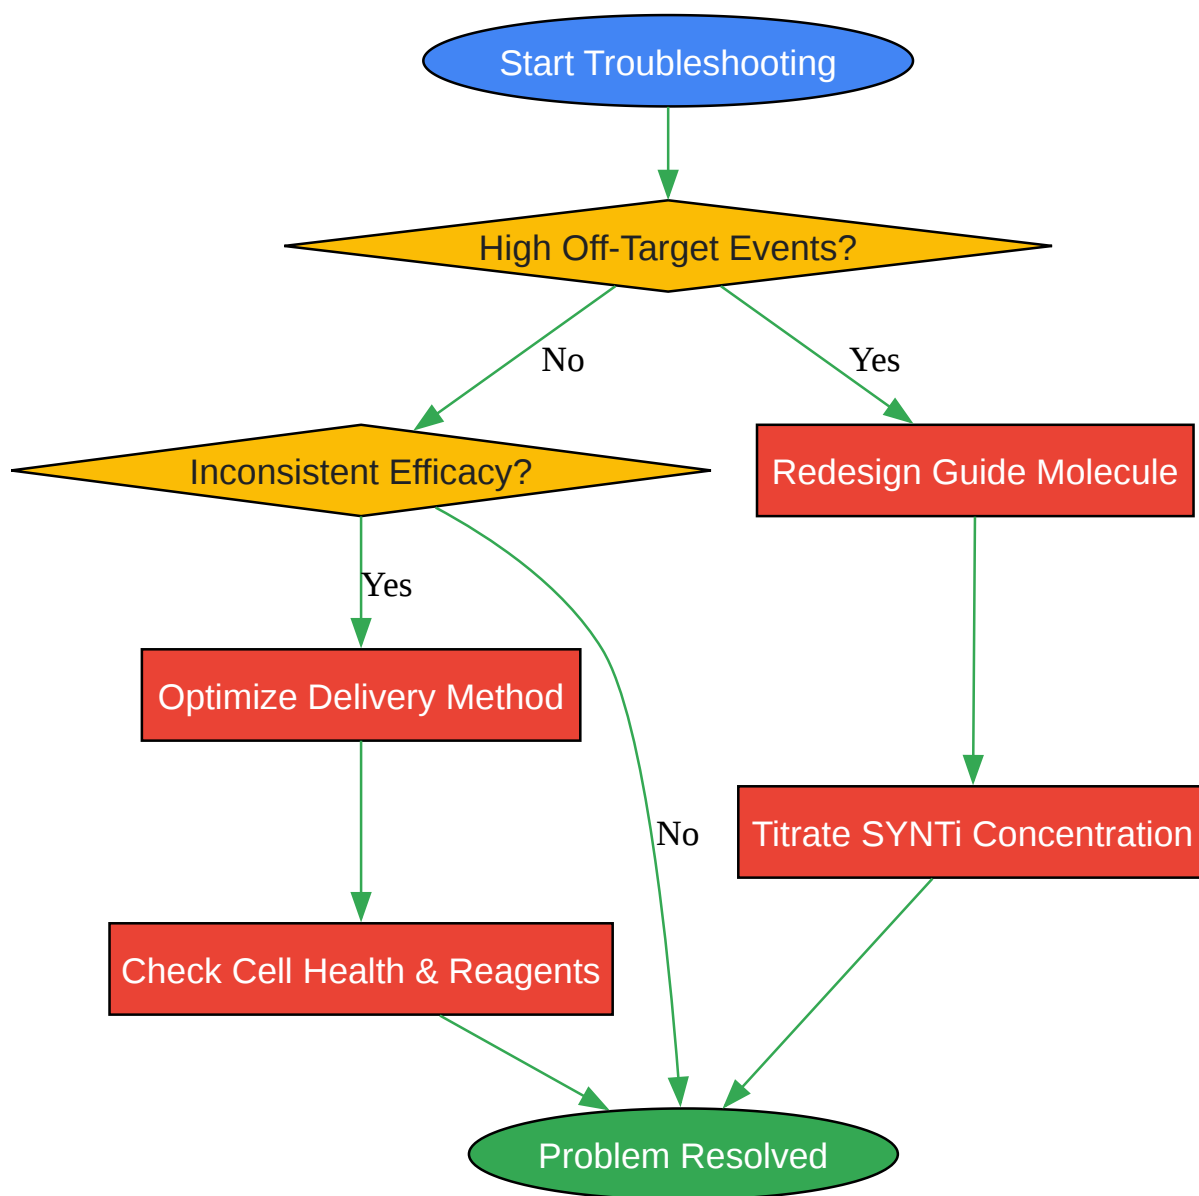 Start Troubleshooting
High Off-Target Events?
No
Yes
Inconsistent Efficacy?
Redesign Guide Molecule
Yes
Optimize Delivery Method
No
Titrate SYNTi Concentration
Check Cell Health & Reagents
Problem Resolved